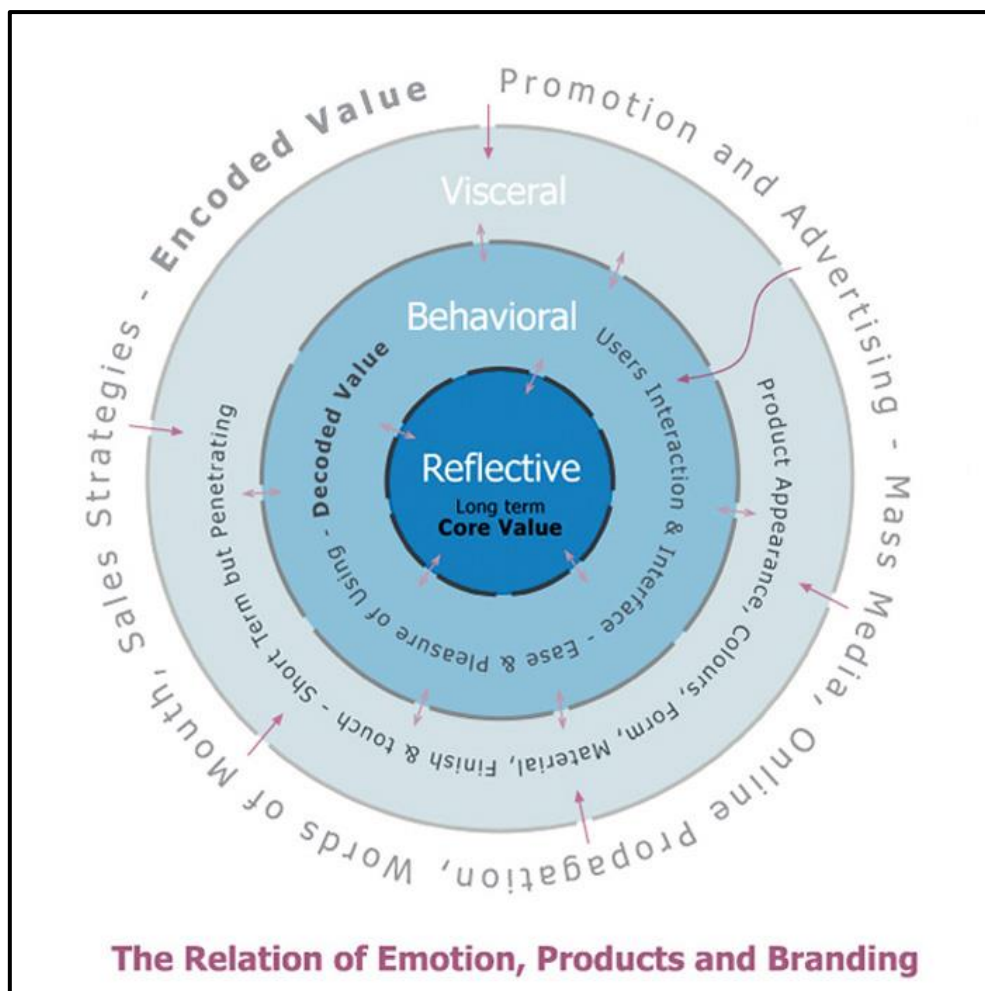 Promotion and Advertising - Mass Media, Online Propagation, Words of Mouth, Sales Strategies - Encoded Value
Visceral
Product Appearance, Colours, Form, Material, Finish & touch - Short Term but Penetrating
Behavioral
Users Interaction & Interface - Ease & Pleasure of Using - Decoded Value
Reflective
Long term
Core Value
The Relation of Emotion, Products and Branding